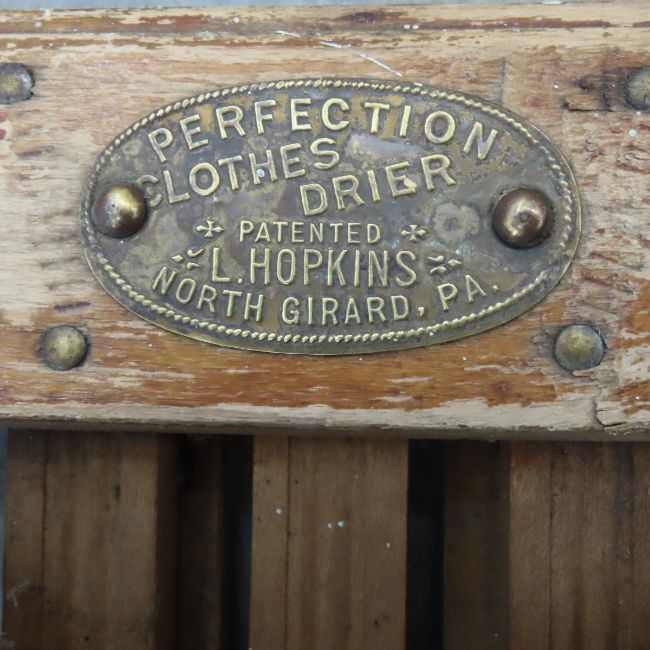 PERFECTION
CLOTHES
DRIER
PATENTED
L. HOPKINS
NORTH GIRARD, PA.